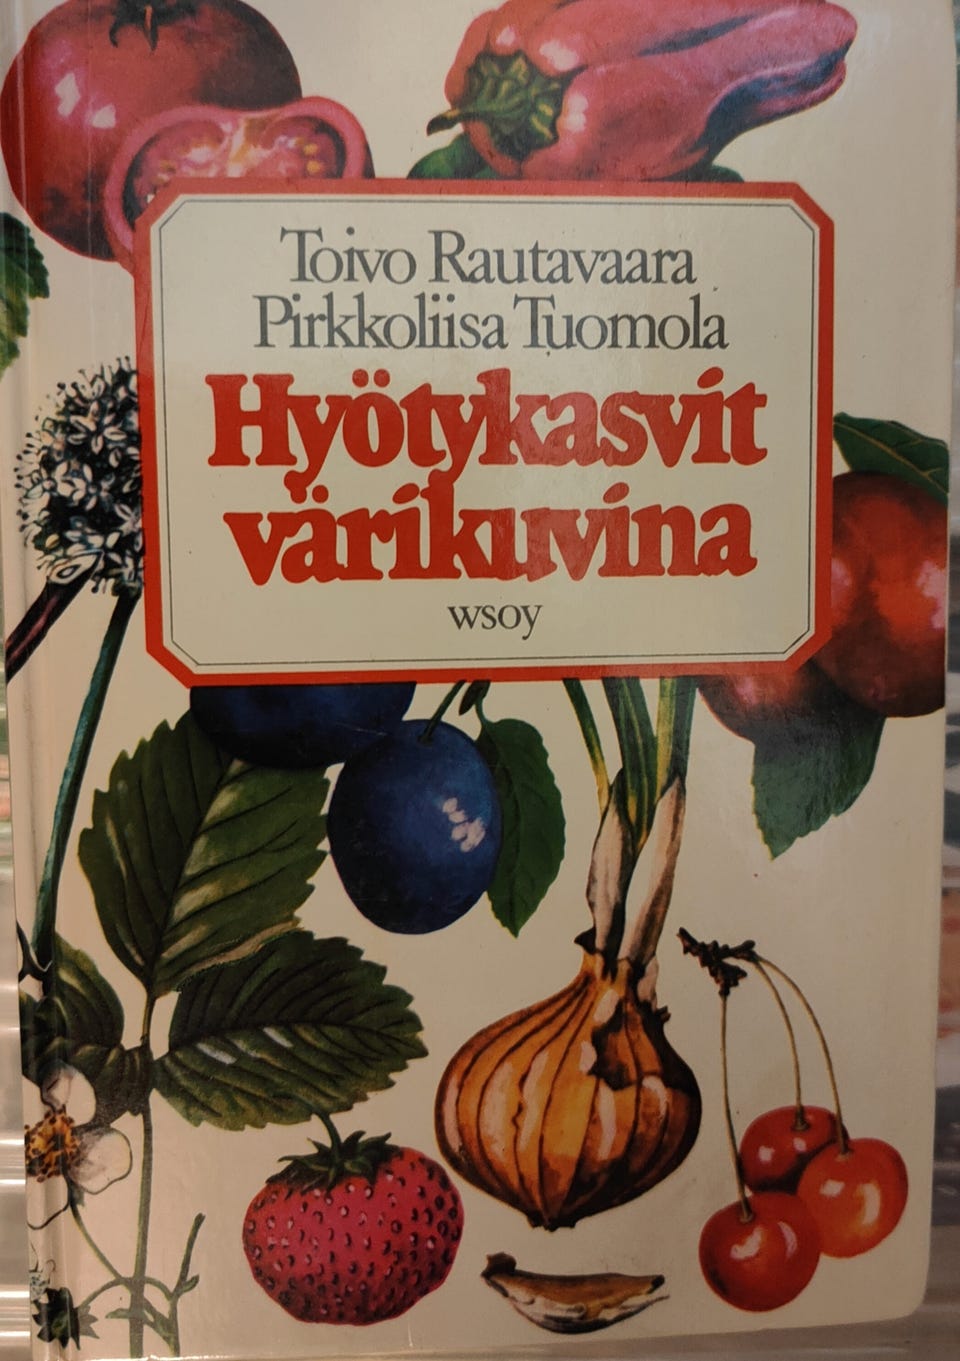 Toivo Rautavaara
Pirkkoliisa Tuomola
Hyötykasvit
värikuvina
wsoy